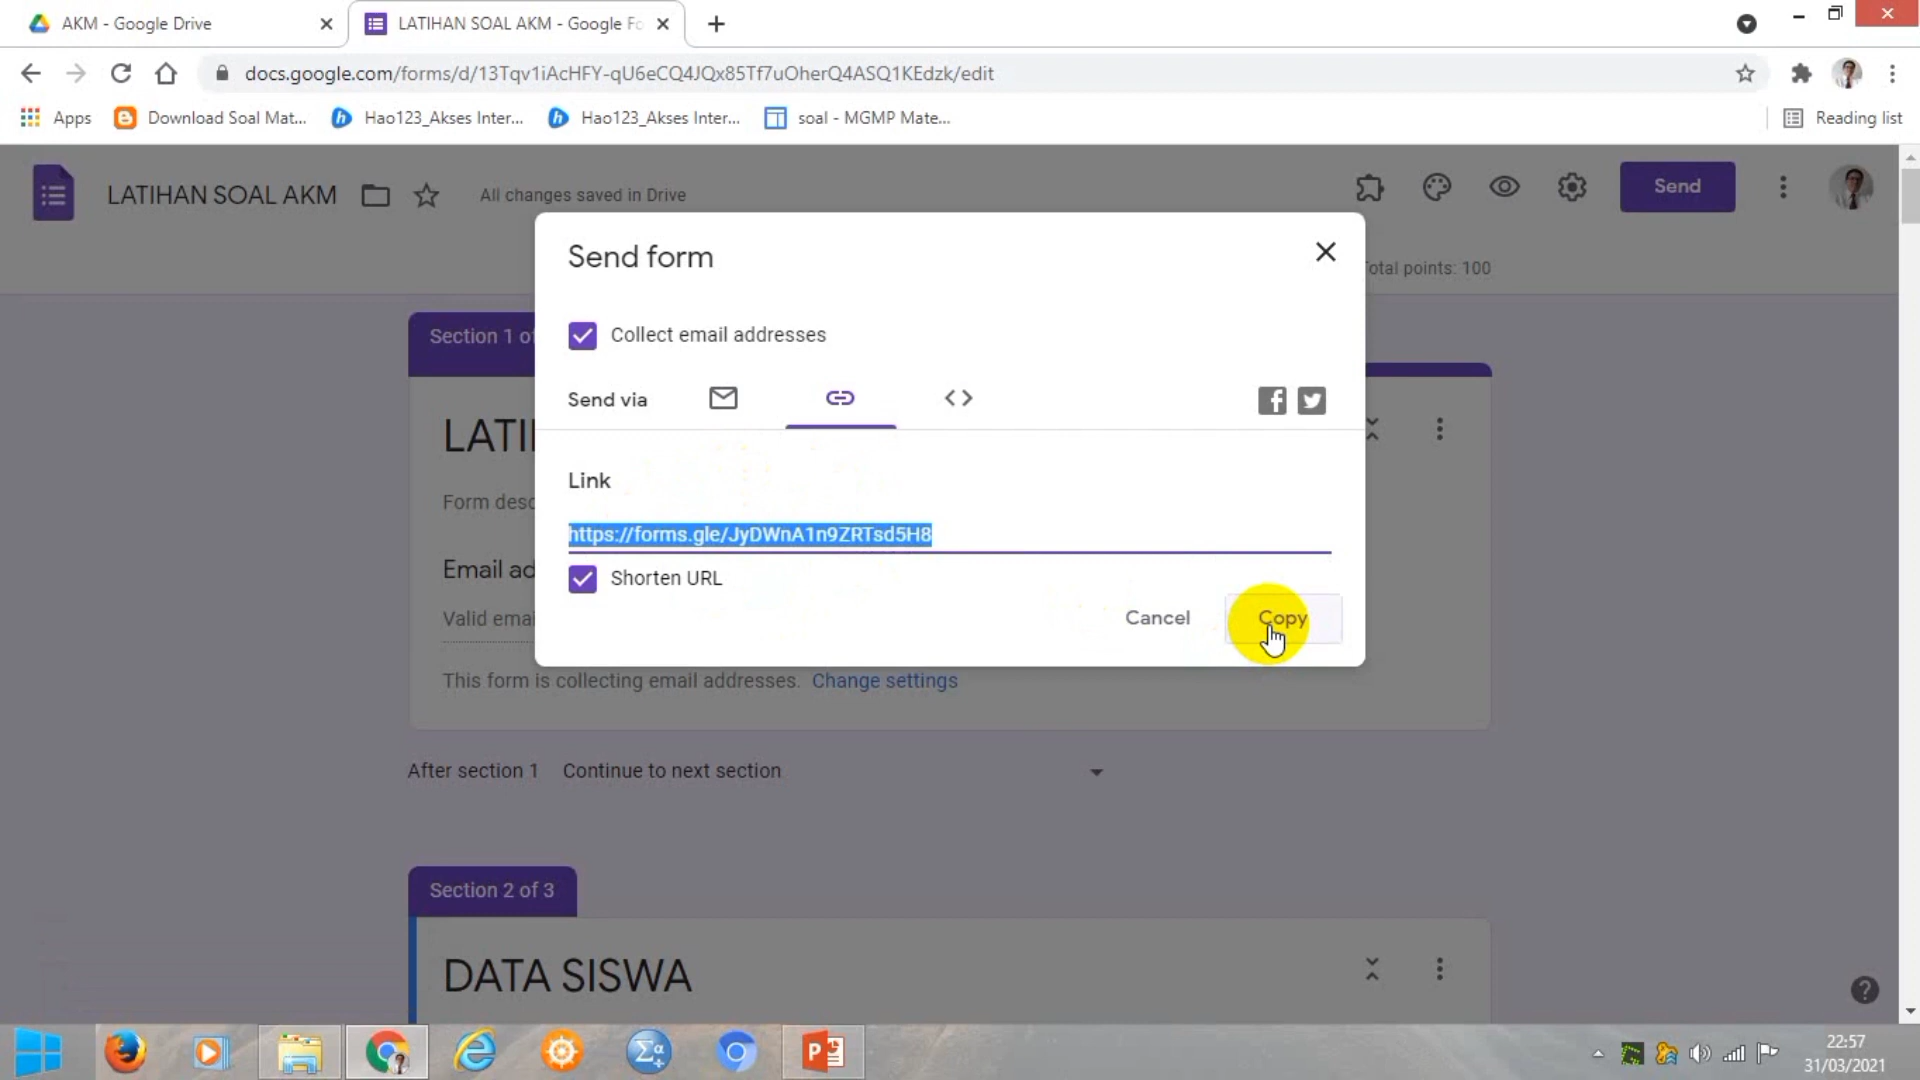 AKM - Google Drive
LATIHAN SOAL AKM - Google Fo
docs.google.com/forms/d/13Tqv1iAcHFY-qU6eCQ4JQx85Tf7uOherQ4ASQ1KEdzk/edit
Apps
Download Soal Mat...
Hao123_Akses Inter...
Hao123_Akses Inter...
soal - MGMP Mate...
Reading list
LATIHAN SOAL AKM
All changes saved in Drive
Send
Total points: 100
Send form
Collect email addresses
Send via
Link
https://forms.gle/JyDWnA1n9ZRTsd5H8
Shorten URL
Cancel
Copy
Section 1 of
LATI
Form desc
Email ad
Valid emai
This form is collecting email addresses. Change settings
After section 1
Continue to next section
Section 2 of 3
DATA SISWA
22:57
31/03/2021